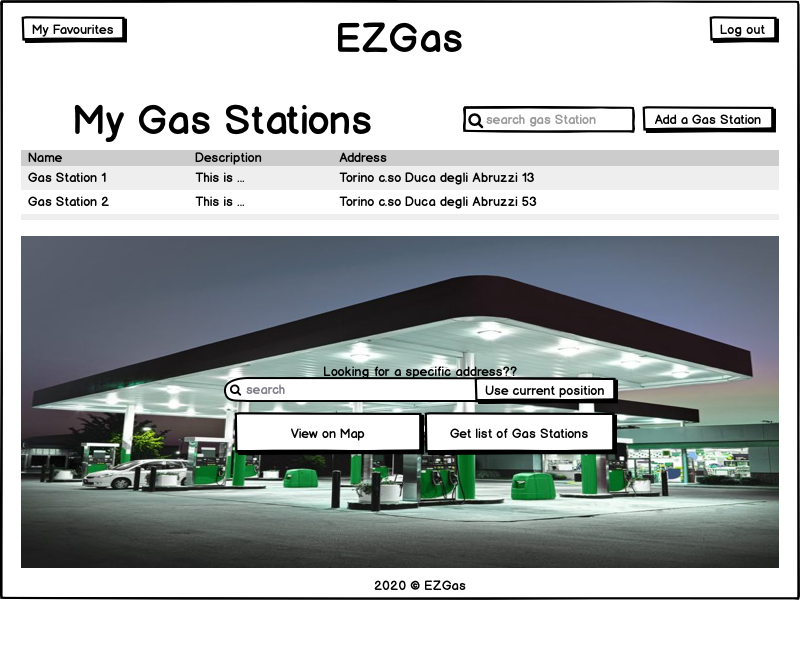 My Favourites
EZGas
Log out
My Gas Stations
search gas Station
Add a Gas Station
Name Description Address
Gas Station 1 This is ... Torino c.so Duca degli Abruzzi 13
Gas Station 2 This is ... Torino c.so Duca degli Abruzzi 53
Looking for a specific address??
search
Use current position
View on Map
Get list of Gas Stations
2020 © EZGas